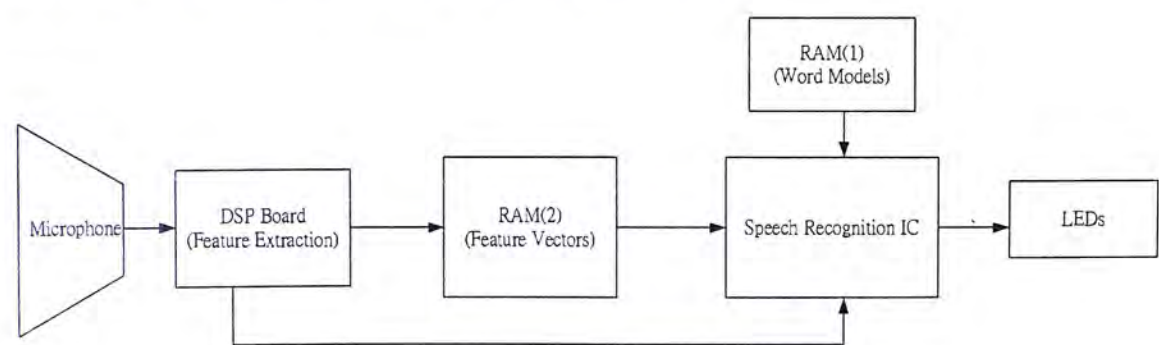 RAM(1)
(Word Models)
Microphone
DSP Board
(Feature Extraction)
RAM(2)
(Feature Vectors)
Speech Recognition IC
LEDs